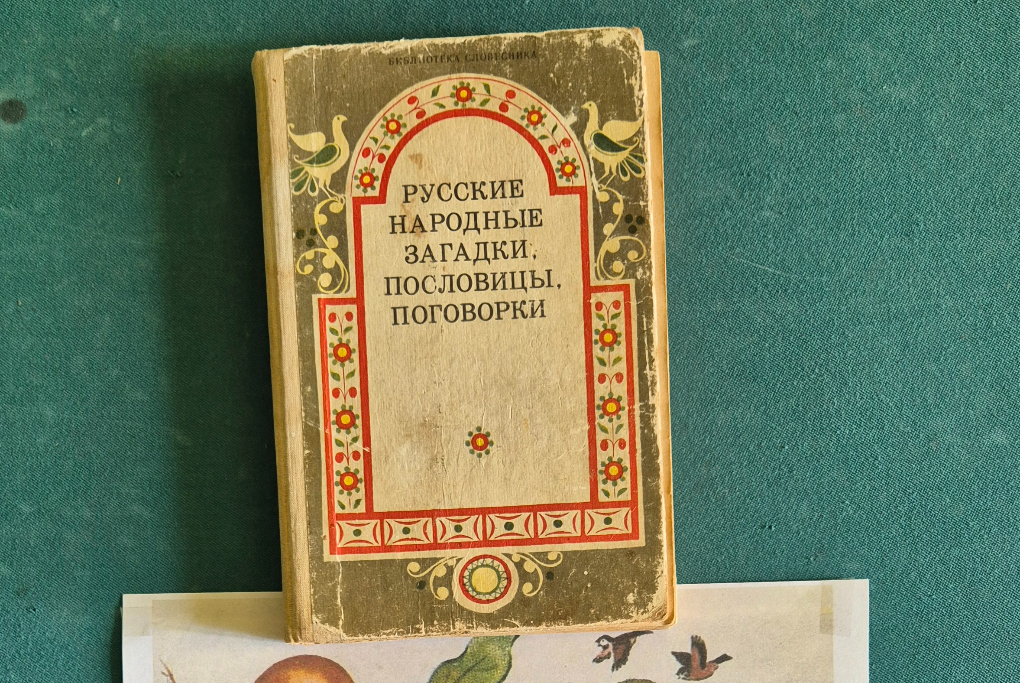 БИБЛИОТЕКА СЛОВЕСНИКА
РУССКИЕ
НАРОДНЫЕ
ЗАГАДКИ,
ПОСЛОВИЦЫ,
ПОГОВОРКИ